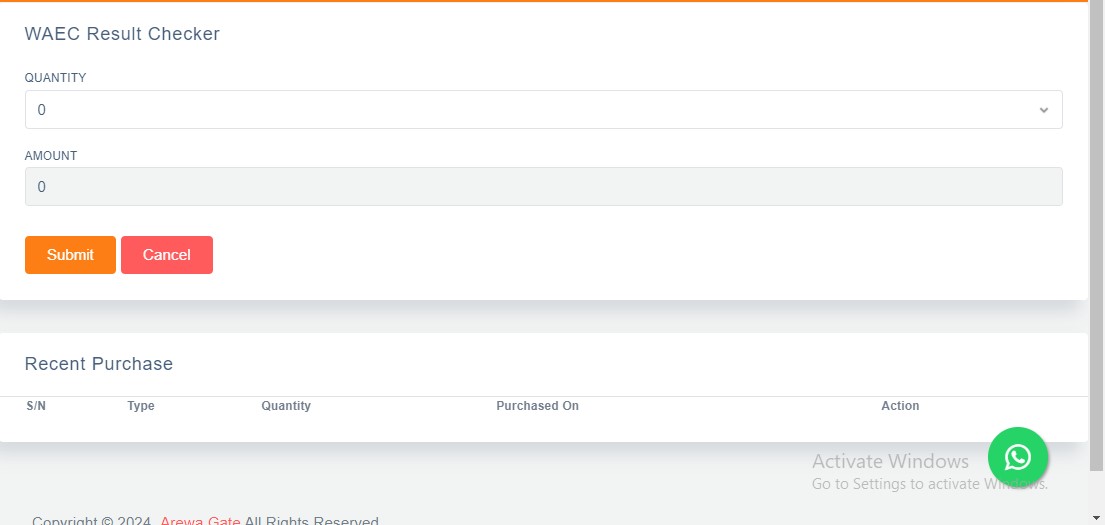 WAEC Result Checker
QUANTITY
0
AMOUNT
0
Submit Cancel
Recent Purchase
S/N Type Quantity Purchased On Action
Activate Windows
Go to Settings to activate Windows.
Copyright © 2024 Arewa Gate All Rights Reserved